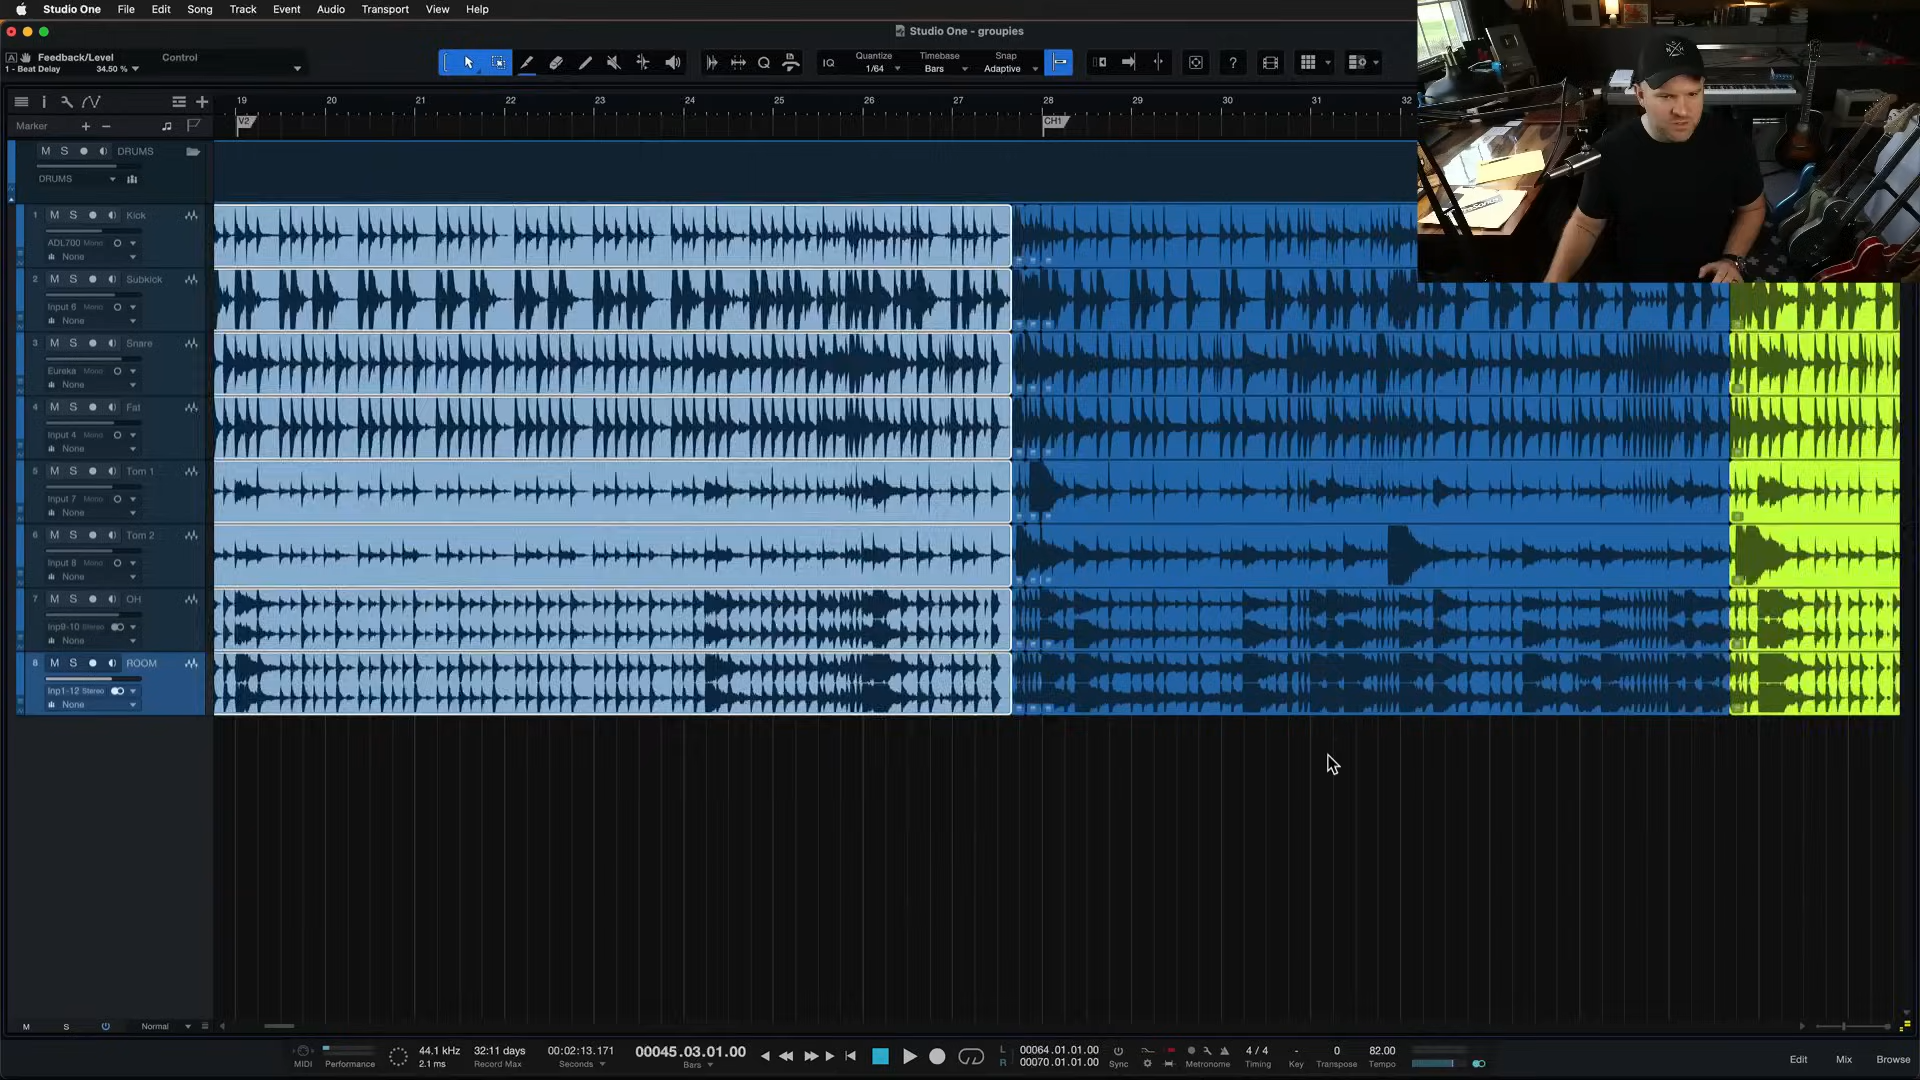 Studio One File Edit Song Track Event Audio Transport View Help
Studio One - groupies
Feedback/Level Control
1 - Beat Delay 34.50 %
Quantize 1/64
Timebase Bars
Snap Adaptive
IQ
19 20 21 22 23 24 25 26 27 28 29 30 31 32
Marker
V2
CH1
M S DRUMS
DRUMS
1 M S Kick
ADL700 Mono
None
2 M S Subkick
Input 6 Mono
None
3 M S Snare
Eureka Mono
None
4 M S Fat
Input 4 Mono
None
5 M S Tom 1
Input 7 Mono
None
6 M S Tom 2
Input 8 Mono
None
7 M S OH
Inp9-10 Stereo
None
8 M S ROOM
Inp1-12 Stereo
None
M S Normal
MIDI
Performance
44.1 kHz
2.1 ms
32:11 days
Record Max
00:02:13.171
Seconds
00045.03.01.00
Bars
L 00064.01.01.00
R 00070.01.01.00
Sync
Metronome
4 / 4
Timing
-
Key
0
Transpose
82.00
Tempo
Edit Mix Browse